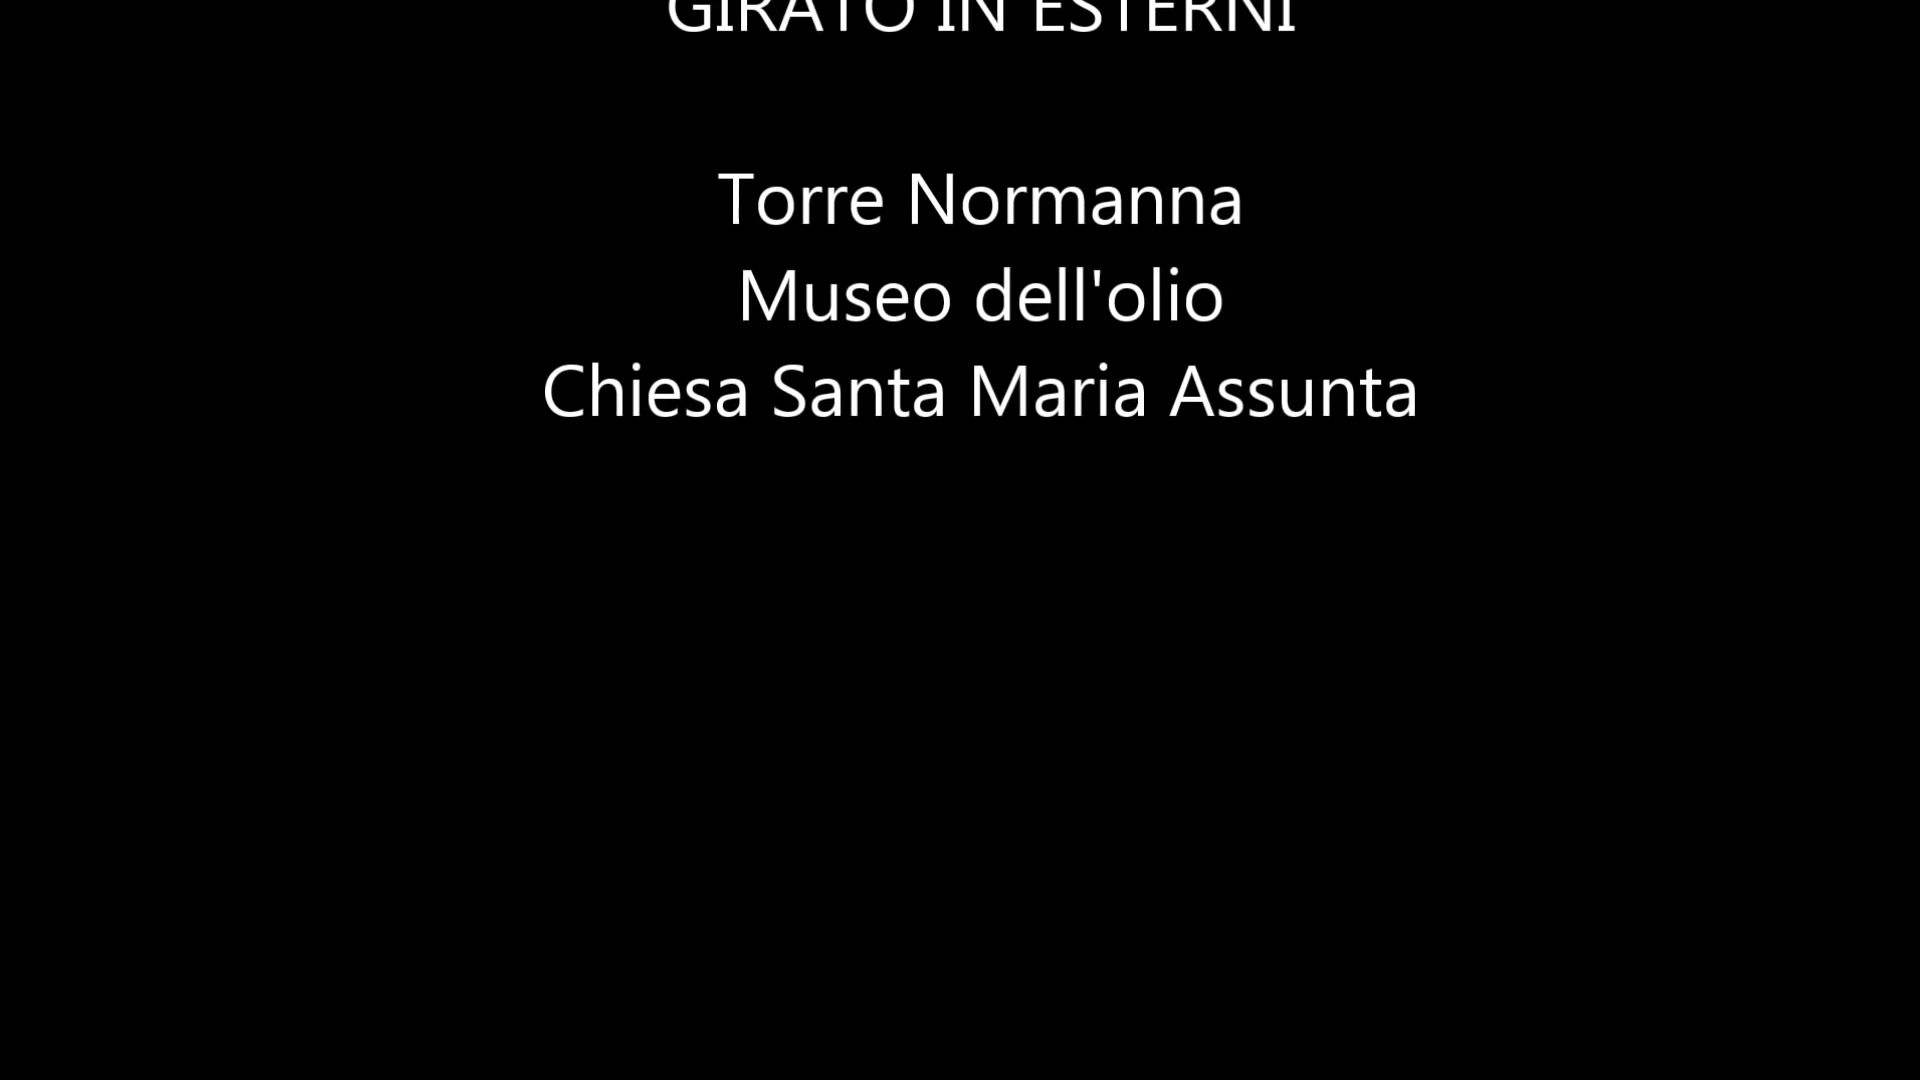 GIRATO IN ESTERNI
Torre Normanna
Museo dell'olio
Chiesa Santa Maria Assunta